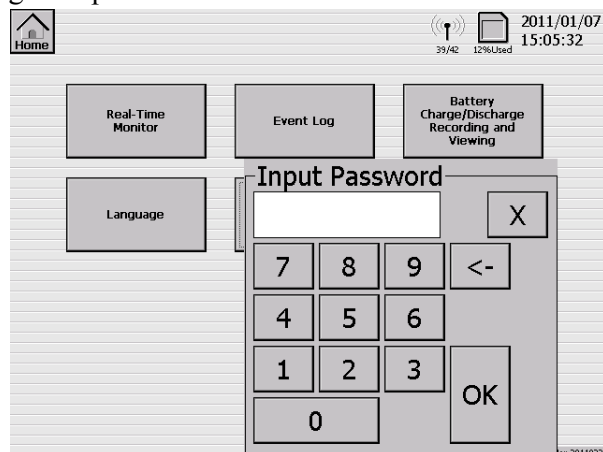 Home
39/42
12%Used
2011/01/07
15:05:32
Real-Time
Monitor
Event Log
Battery
Charge/Discharge
Recording and
Viewing
Language
Input Password
X
7 8 9 <-
4 5 6
1 2 3
OK
0